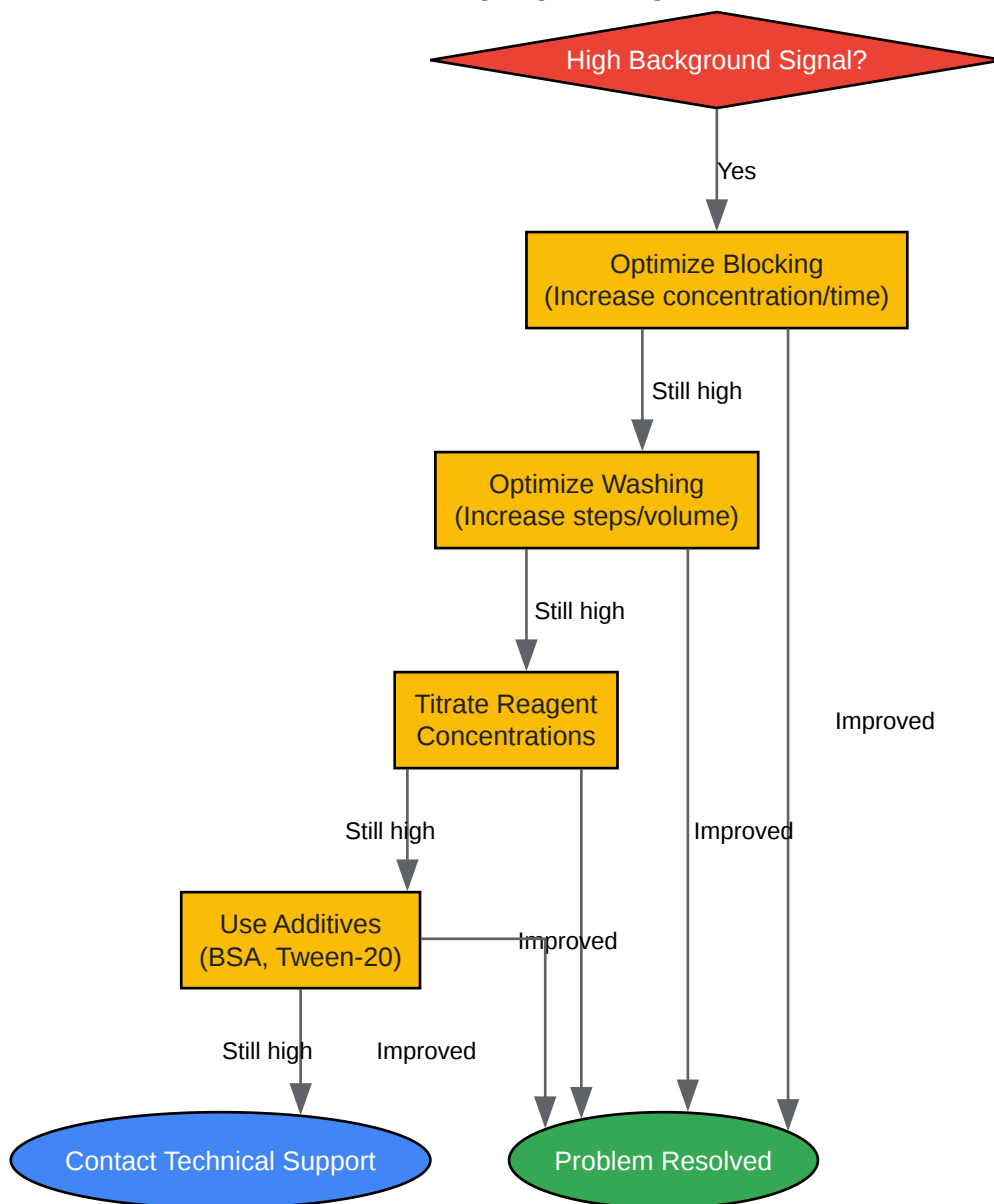 High Background Signal?
Yes
Optimize Blocking
(Increase concentration/time)
Still high
Optimize Washing
(Increase steps/volume)
Still high
Titrate Reagent
Concentrations
Improved
Still high
Improved
Use Additives
(BSA, Tween-20)
Improved
Still high
Improved
Contact Technical Support
Problem Resolved